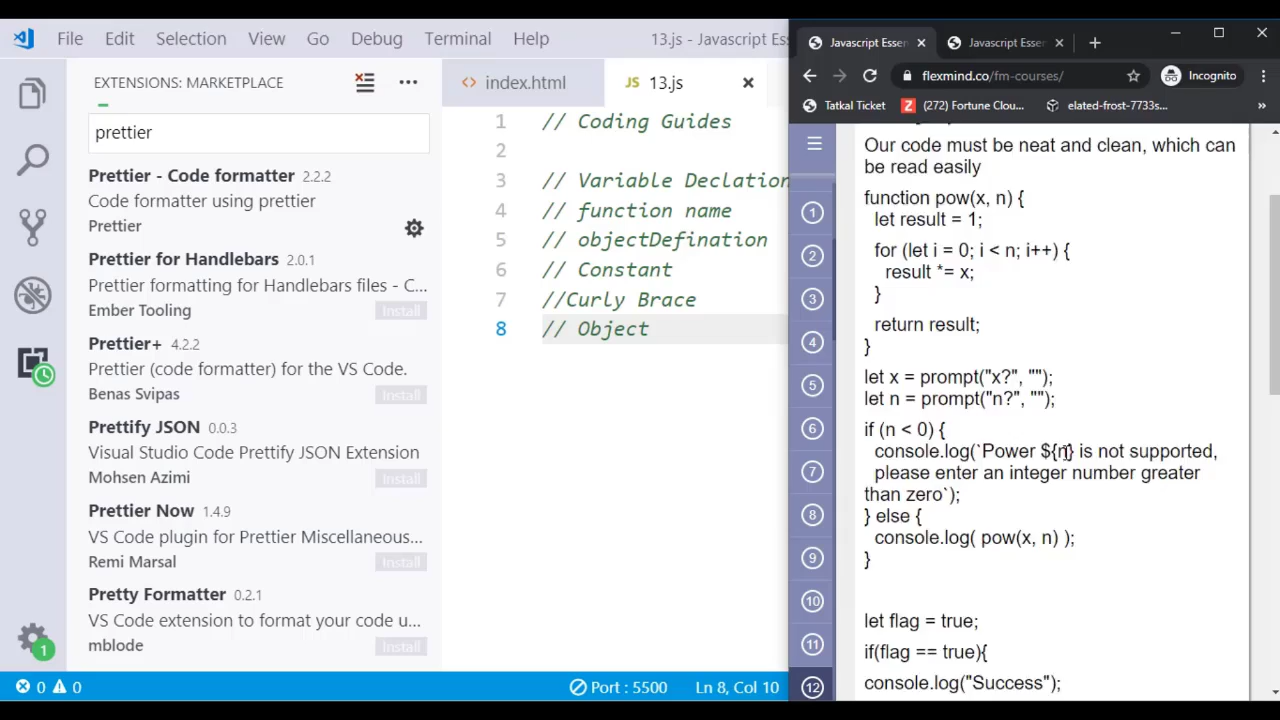 File Edit Selection View Go Debug Terminal Help 13.js - Javascript Esse
EXTENSIONS: MARKETPLACE
prettier
Prettier - Code formatter 2.2.2
Code formatter using prettier
Prettier
Prettier for Handlebars 2.0.1
Prettier formatting for Handlebars files - C...
Ember Tooling Install
Prettier+ 4.2.2
Prettier (code formatter) for the VS Code.
Benas Svipas Install
Prettify JSON 0.0.3
Visual Studio Code Prettify JSON Extension
Mohsen Azimi Install
Prettier Now 1.4.9
VS Code plugin for Prettier Miscellaneous...
Remi Marsal Install
Pretty Formatter 0.2.1
VS Code extension to format your code u...
mblode Install
1
0 0 Port : 5500 Ln 8, Col 10
index.html JS 13.js
1 // Coding Guides
2
3 // Variable Declation
4 // function name
5 // objectDefination
6 // Constant
7 //Curly Brace
8 // Object
Javascript Esse Javascript Esse
flexmind.co/fm-courses/ Incognito
Tatkal Ticket Z (272) Fortune Clou... elated-frost-7733s... »
1
2
3
4
5
6
7
8
9
10
11
12
Our code must be neat and clean, which can
be read easily
function pow(x, n) {
let result = 1;
for (let i = 0; i < n; i++) {
result *= x;
}
return result;
}
let x = prompt("x?", "");
let n = prompt("n?", "");
if (n < 0) {
console.log(`Power ${n} is not supported,
please enter an integer number greater
than zero`);
} else {
console.log( pow(x, n) );
}
let flag = true;
if(flag == true){
console.log("Success");